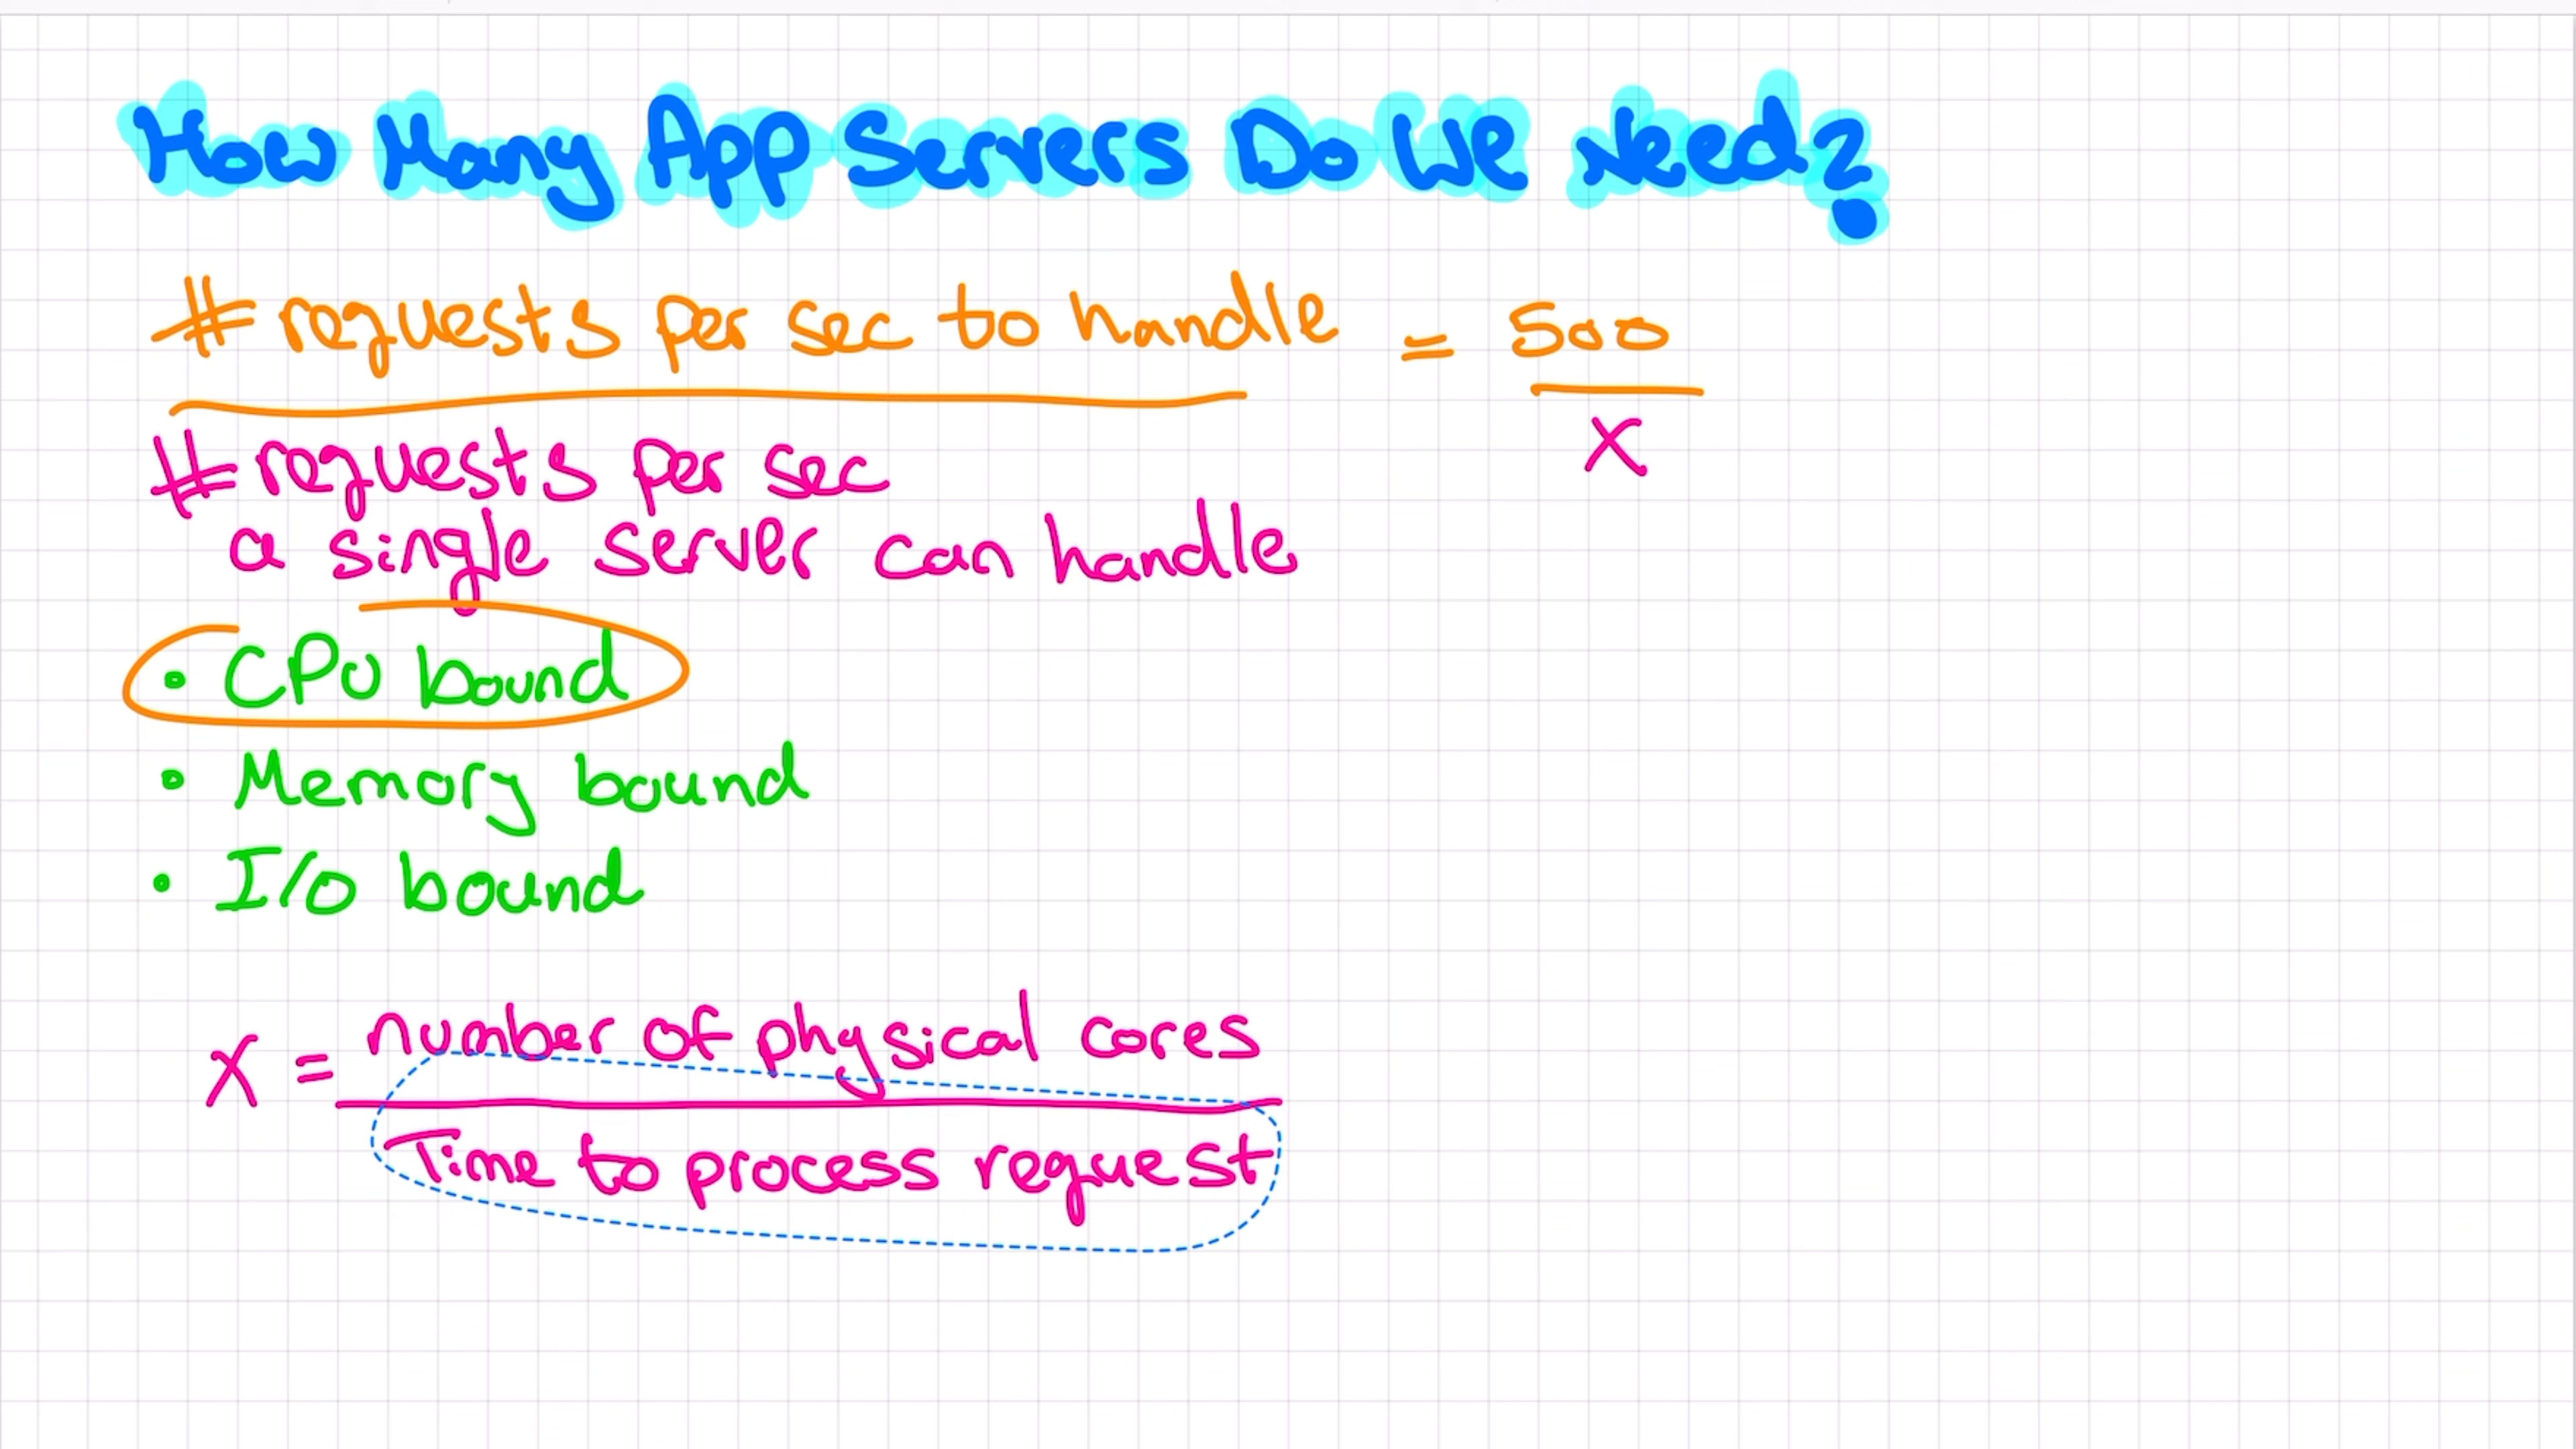 How Many App Servers Do We Need?
# requests per sec to handle = 500
# requests per sec
X
a single server can handle
• CPU bound
• Memory bound
• I/O bound
X = number of physical cores
Time to process request